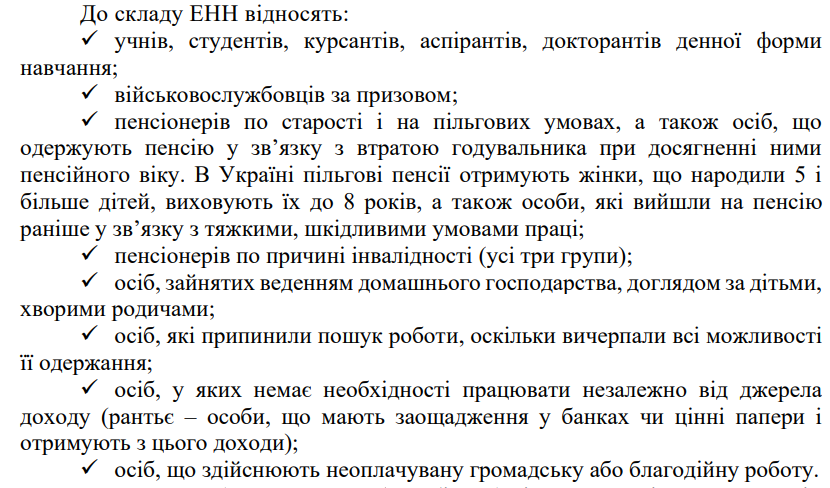 До складу ЕНН відносять:
✓ учнів, студентів, курсантів, аспірантів, докторантів денної форми
навчання;
✓ військовослужбовців за призовом;
✓ пенсіонерів по старості і на пільгових умовах, а також осіб, що
одержують пенсію у зв’язку з втратою годувальника при досягненні ними
пенсійного віку. В Україні пільгові пенсії отримують жінки, що народили 5 і
більше дітей, виховують їх до 8 років, а також особи, які вийшли на пенсію
раніше у зв’язку з тяжкими, шкідливими умовами праці;
✓ пенсіонерів по причині інвалідності (усі три групи);
✓ осіб, зайнятих веденням домашнього господарства, доглядом за дітьми,
хворими родичами;
✓ осіб, які припинили пошук роботи, оскільки вичерпали всі можливості
її одержання;
✓ осіб, у яких немає необхідності працювати незалежно від джерела
доходу (рантьє – особи, що мають заощадження у банках чи цінні папери і
отримують з цього доходи);
✓ осіб, що здійснюють неоплачувану громадську або благодійну роботу.